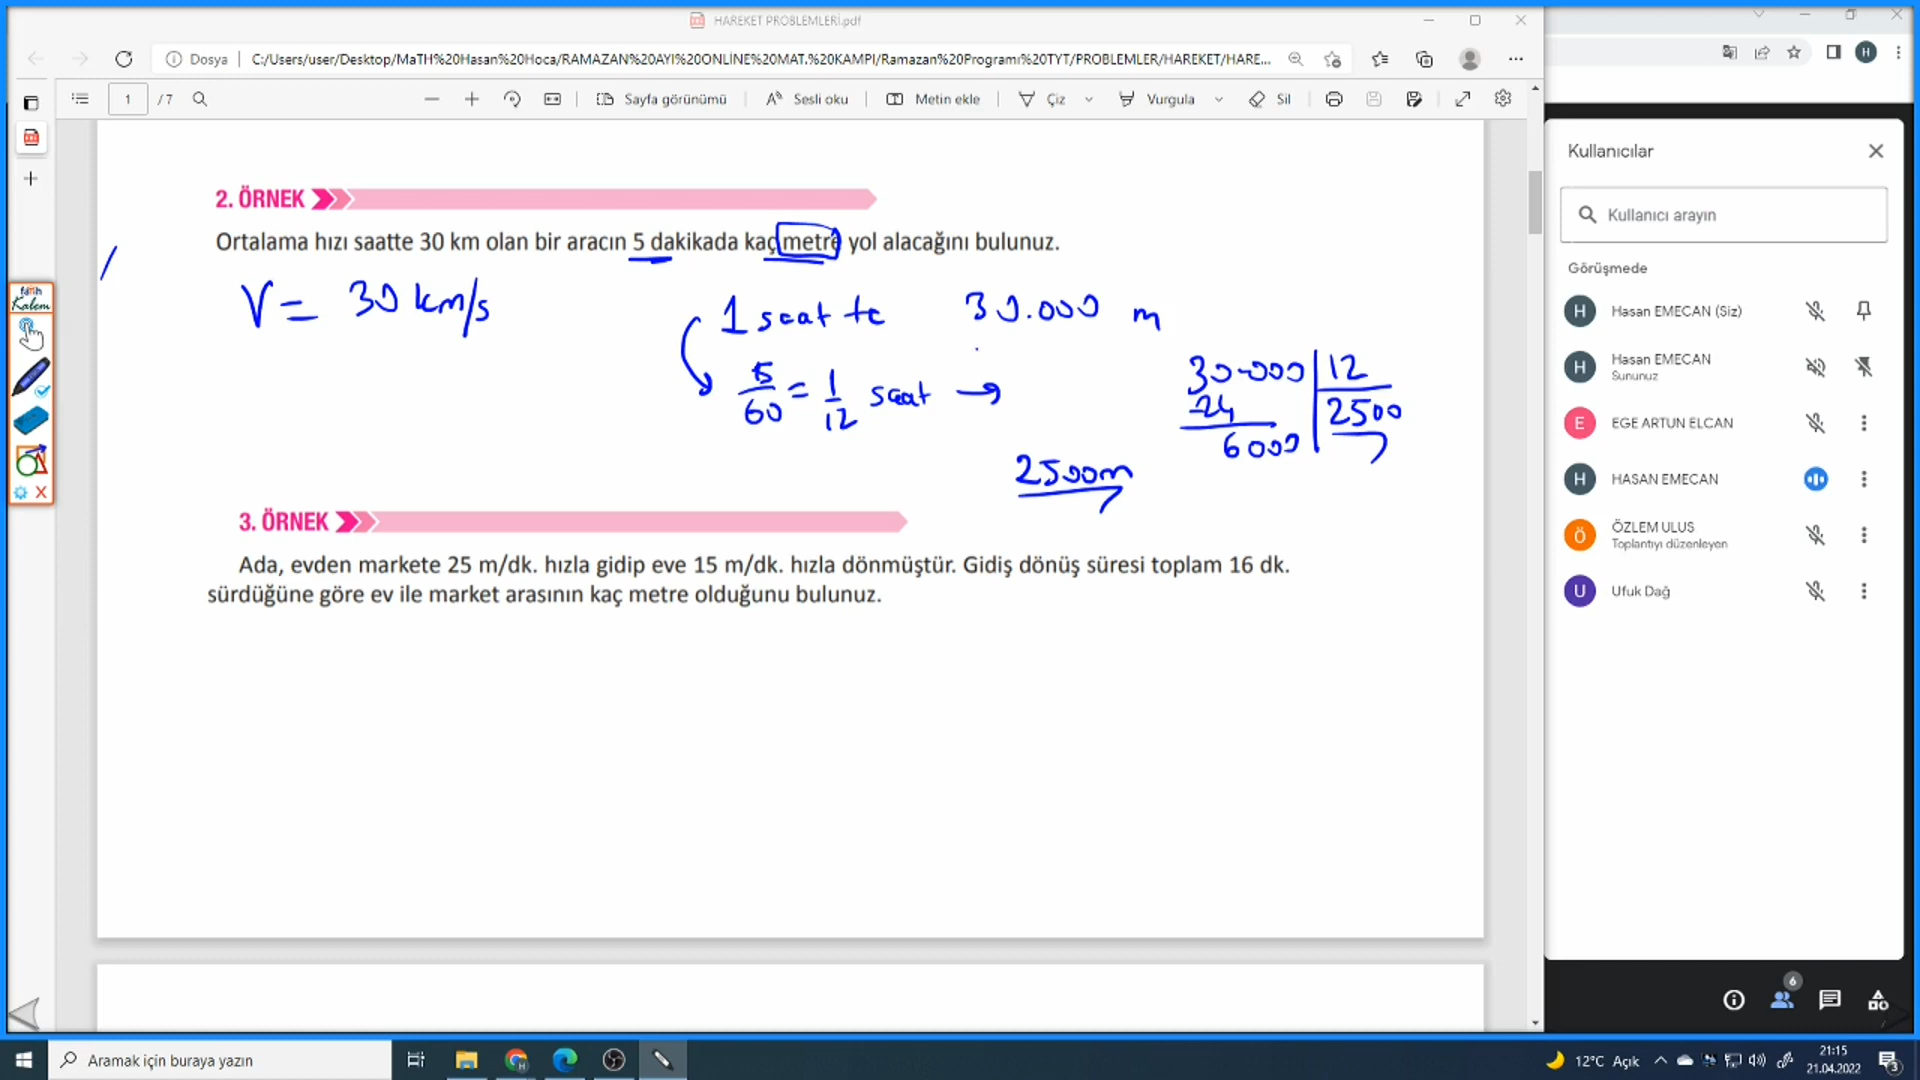 HAREKET PROBLEMLERİ.pdf
Dosya
C:/Users/user/Desktop/MaTH%20Hasan%20Hoca/RAMAZAN%20AYI%20ONLİNE%20MAT.%20KAMPI/Ramazan%20Programı%20TYT/PROBLEMLER/HAREKET/HARE...
1 /7
Sayfa görünümü
Sesli oku
Metin ekle
Çiz
Vurgula
Sil
fatih
Kalem
2. ÖRNEK
Ortalama hızı saatte 30 km olan bir aracın 5 dakikada kaç metre yol alacağını bulunuz.
V = 30 km/s
1 saat te 30.000 m
5/60 = 1/12 saat →
30.000 | 12
24
2500
6000
2500m
3. ÖRNEK
Ada, evden markete 25 m/dk. hızla gidip eve 15 m/dk. hızla dönmüştür. Gidiş dönüş süresi toplam 16 dk.
sürdüğüne göre ev ile market arasının kaç metre olduğunu bulunuz.
H
Kullanıcılar
Kullanıcı arayın
Görüşmede
H Hasan EMECAN (Siz)
H Hasan EMECAN
Sununuz
E EGE ARTUN ELCAN
H HASAN EMECAN
Ö ÖZLEM ULUS
Toplantıyı düzenleyen
U Ufuk Dağ
6
Aramak için buraya yazın
12°C Açık
21:15
21.04.2022
3